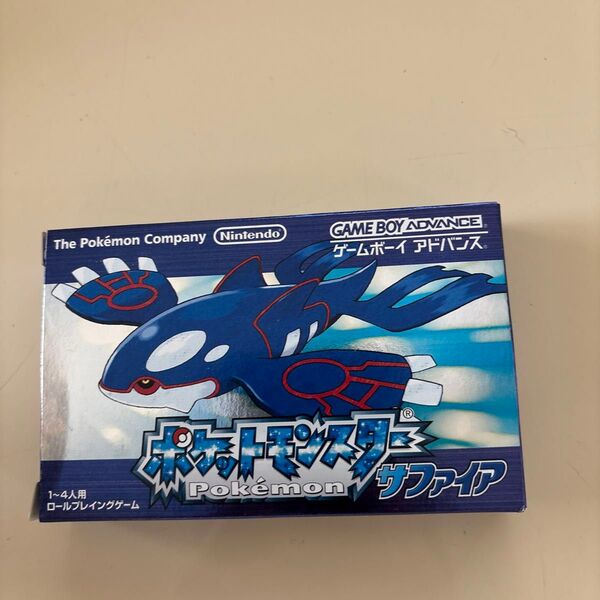 The Pokémon Company Nintendo
GAME BOY ADVANCE
ゲームボーイ アドバンス
ポケットモンスター®
Pokémon
サファイア
1~4人用
ロールプレイングゲーム